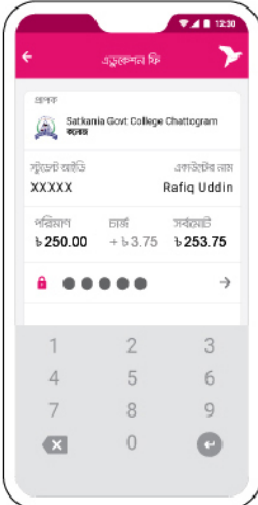 12:30
এডুকেশন ফি
প্রাপক
Satkania Govt: College Chattogram
কলেজ
স্টুডেন্ট আইডি একাউন্টের নাম
XXXXX Rafiq Uddin
পরিমাণ চার্জ সর্বমোট
৳ 250.00 + ৳ 3.75 ৳ 253.75
1 2 3
4 5 6
7 8 9
0